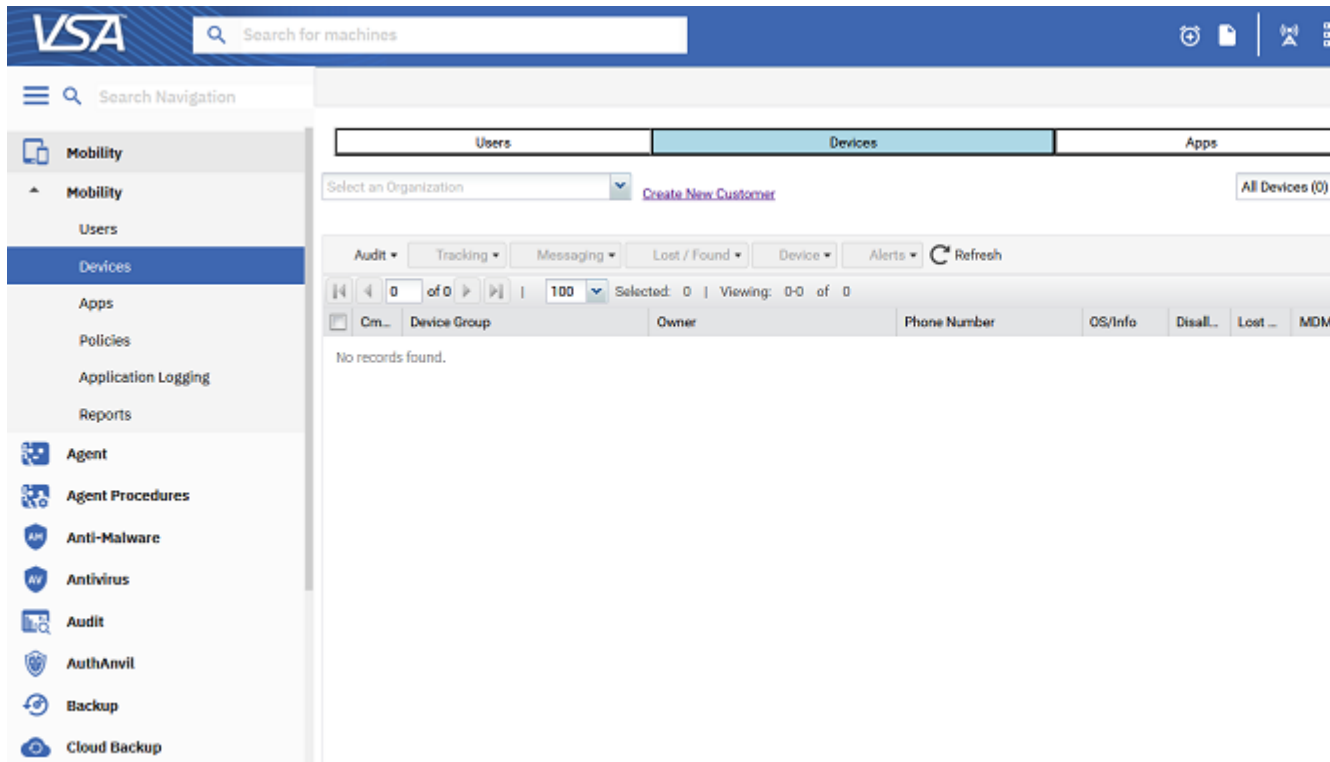 VSA
Search for machines
Search Navigation
Mobility
Mobility
Users
Devices
Apps
Policies
Application Logging
Reports
Agent
Agent Procedures
AM Anti-Malware
AV Antivirus
Audit
AuthAnvil
Backup
Cloud Backup
Users Devices Apps
Select an Organization Create New Customer All Devices (0)
Audit Tracking Messaging Lost / Found Device Alerts Refresh
0 of 0 | 100 Selected: 0 | Viewing: 0-0 of 0
Cm... Device Group Owner Phone Number OS/Info Disall... Lost ... MDM
No records found.